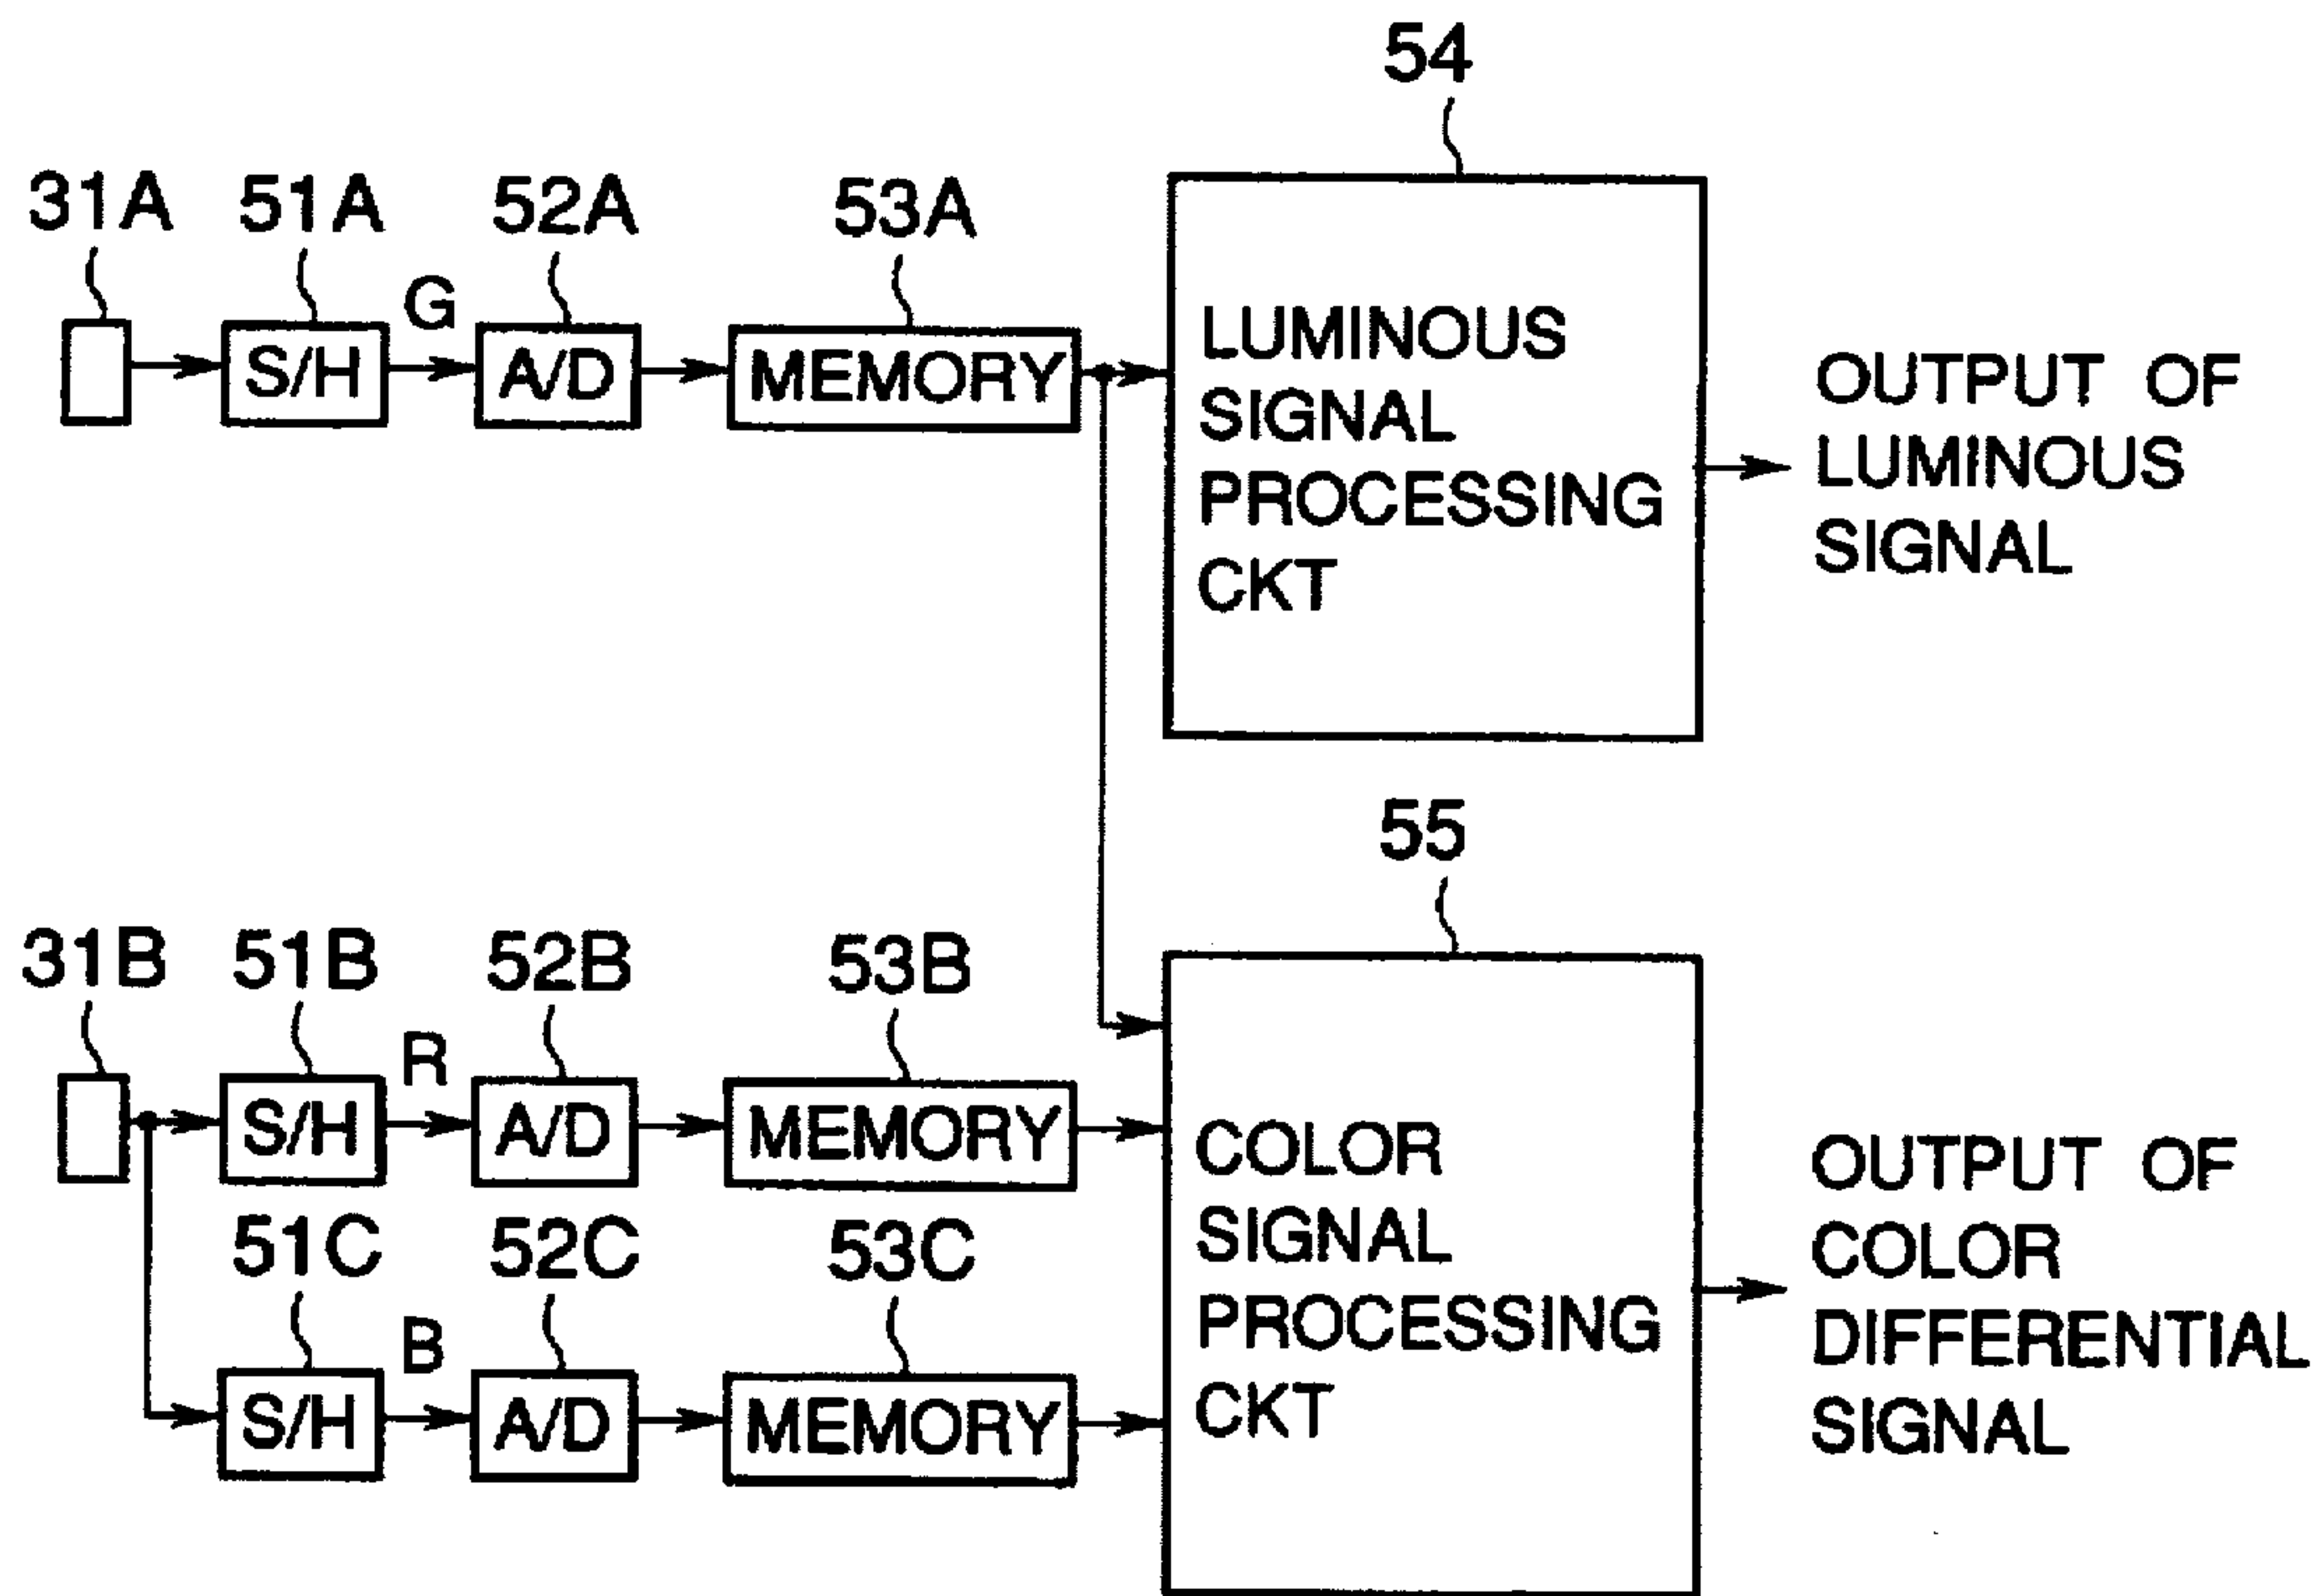 54
31A 51A 52A 53A
G
S/H A/D MEMORY
LUMINOUS
SIGNAL
PROCESSING
CKT
OUTPUT OF
LUMINOUS
SIGNAL
55
31B 51B 52B 53B
R
S/H A/D MEMORY
51C 52C 53C
B
S/H A/D MEMORY
COLOR
SIGNAL
PROCESSING
CKT
OUTPUT OF
COLOR
DIFFERENTIAL
SIGNAL